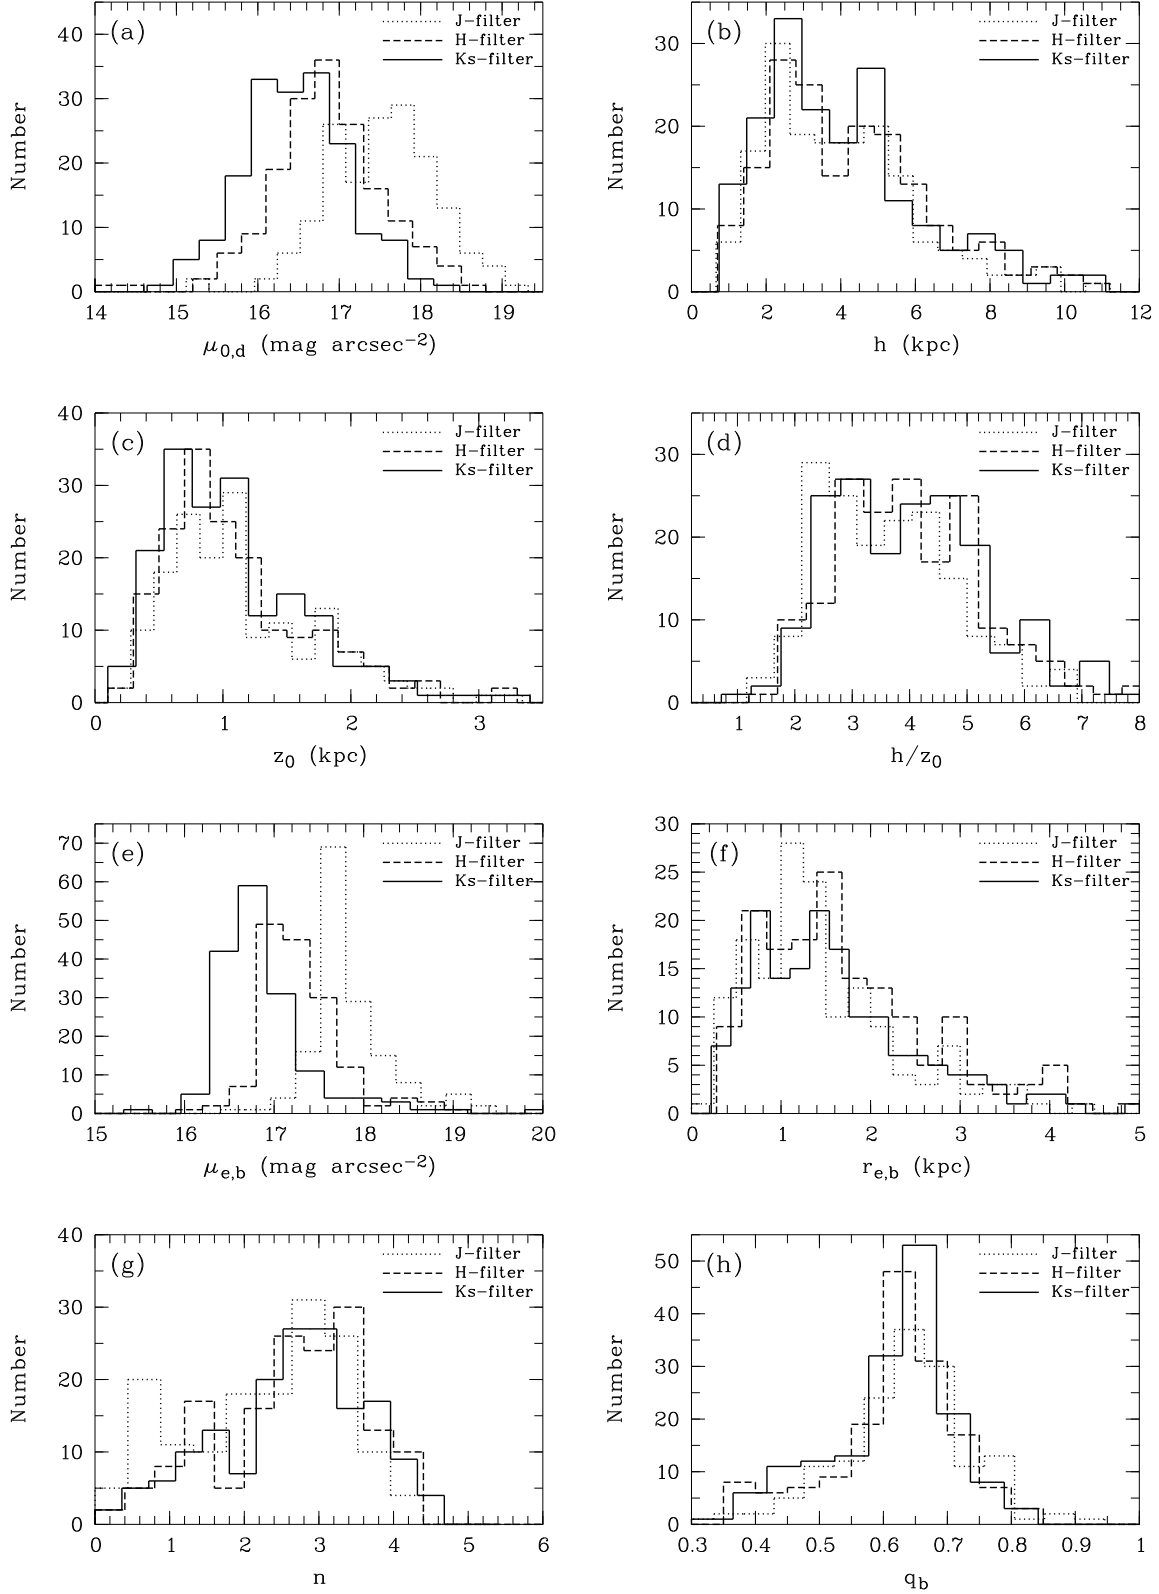 (a)
J-filter
H-filter
Ks-filter
Number
0 10 20 30 40
14 15 16 17 18 19
μ0,d (mag arcsec−2)
(b)
J-filter
H-filter
Ks-filter
Number
0 10 20 30
0 2 4 6 8 10 12
h (kpc)
(c)
J-filter
H-filter
Ks-filter
Number
0 10 20 30 40
0 1 2 3
z0 (kpc)
(d)
J-filter
H-filter
Ks-filter
Number
0 10 20 30
1 2 3 4 5 6 7 8
h/z0
(e)
J-filter
H-filter
Ks-filter
Number
0 10 20 30 40 50 60 70
15 16 17 18 19 20
μe,b (mag arcsec−2)
(f)
J-filter
H-filter
Ks-filter
Number
0 5 10 15 20 25 30
0 1 2 3 4 5
re,b (kpc)
(g)
J-filter
H-filter
Ks-filter
Number
0 10 20 30 40
0 1 2 3 4 5 6
n
(h)
J-filter
H-filter
Ks-filter
Number
0 10 20 30 40 50
0.3 0.4 0.5 0.6 0.7 0.8 0.9 1
qb